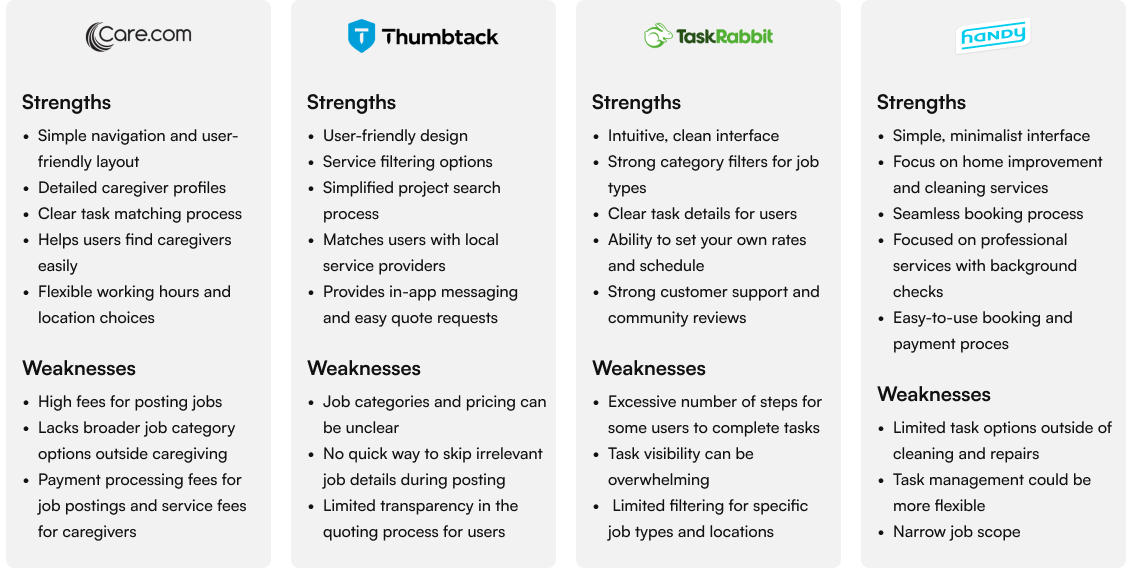 Care.com
Strengths
• Simple navigation and user-
friendly layout
• Detailed caregiver profiles
• Clear task matching process
• Helps users find caregivers
easily
• Flexible working hours and
location choices
Weaknesses
• High fees for posting jobs
• Lacks broader job category
options outside caregiving
• Payment processing fees for
job postings and service fees
for caregivers
Thumbtack
Strengths
• User-friendly design
• Service filtering options
• Simplified project search
process
• Matches users with local
service providers
• Provides in-app messaging
and easy quote requests
Weaknesses
• Job categories and pricing can
be unclear
• No quick way to skip irrelevant
job details during posting
• Limited transparency in the
quoting process for users
TaskRabbit
Strengths
• Intuitive, clean interface
• Strong category filters for job
types
• Clear task details for users
• Ability to set your own rates
and schedule
• Strong customer support and
community reviews
Weaknesses
• Excessive number of steps for
some users to complete tasks
• Task visibility can be
overwhelming
• Limited filtering for specific
job types and locations
HANDY
Strengths
• Simple, minimalist interface
• Focus on home improvement
and cleaning services
• Seamless booking process
• Focused on professional
services with background
checks
• Easy-to-use booking and
payment proces
Weaknesses
• Limited task options outside of
cleaning and repairs
• Task management could be
more flexible
• Narrow job scope